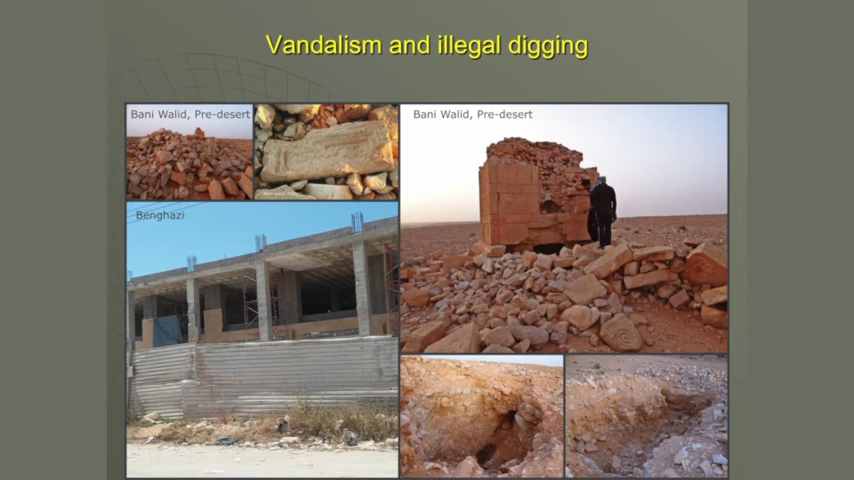 Vandalism and illegal digging
Bani Walid, Pre-desert
Bani Walid, Pre-desert
Benghazi